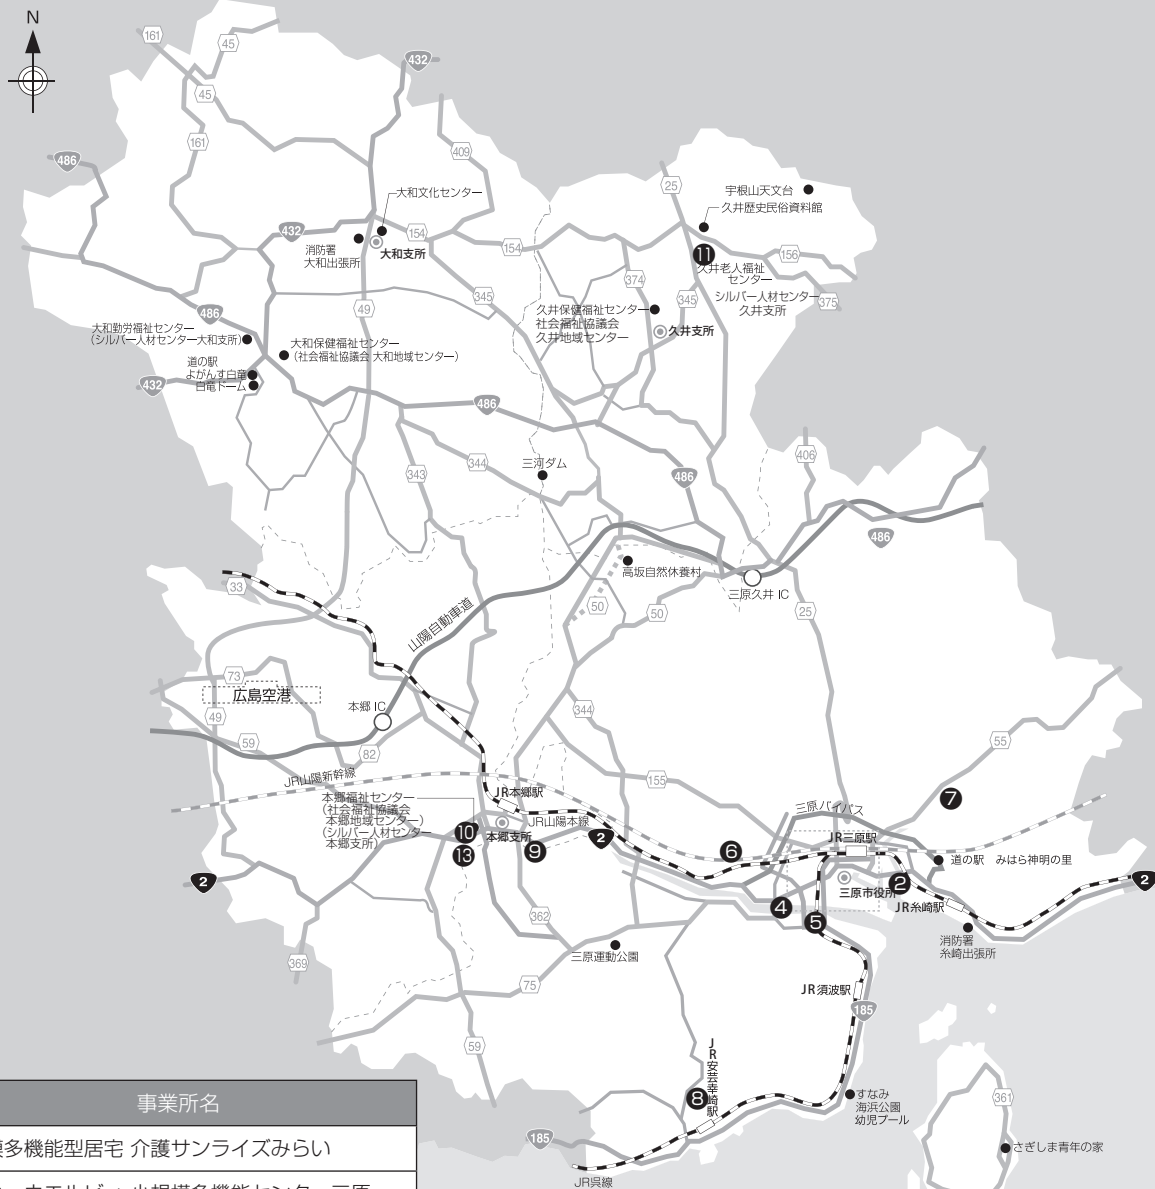 N
161
45
432
45
161
486
409
25
宇根山天文台
久井歴史民俗資料館
大和文化センター
432
154
154
消防署
大和出張所
大和支所
11
久井老人福祉
センター
156
シルバー人材センター
久井支所
375
374
345
345
49
486
久井保健福祉センター
社会福祉協議会
久井地域センター
久井支所
大和勤労福祉センター
(シルバー人材センター大和支所)
大和保健福祉センター
(社会福祉協議会 大和地域センター)
道の駅
よがんす白竜
白竜ドーム
432
486
344
343
三河ダム
486
406
486
高坂自然休養村
三原久井 IC
33
50
50
25
山陽自動車道
73
広島空港
49
本郷 IC
59
82
344
55
JR山陽新幹線
155
本郷福祉センター
(社会福祉協議会
本郷地域センター)
(シルバー人材センター
本郷支所)
JR本郷駅
JR山陽本線
三原バイパス
7
10
本郷支所
2
6
JR三原駅
13
9
道の駅 みはら神明の里
2
三原市役所
2
2
4
JR糸崎駅
5
362
消防署
糸崎出張所
369
三原運動公園
75
JR須波駅
185
59
JR安芸幸崎駅
8
すなみ
海浜公園
幼児プール
361
185
さぎしま青年の家
JR呉線
事業所名
多機能型居宅 介護サンライズみらい